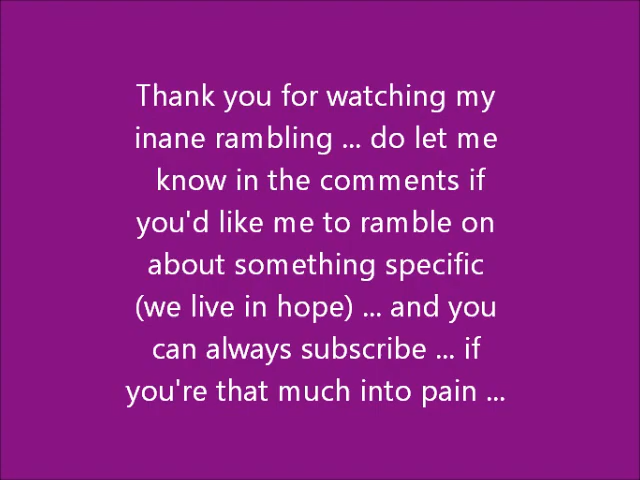 Thank you for watching my
inane rambling ... do let me
know in the comments if
you'd like me to ramble on
about something specific
(we live in hope) ... and you
can always subscribe ... if
you're that much into pain ...